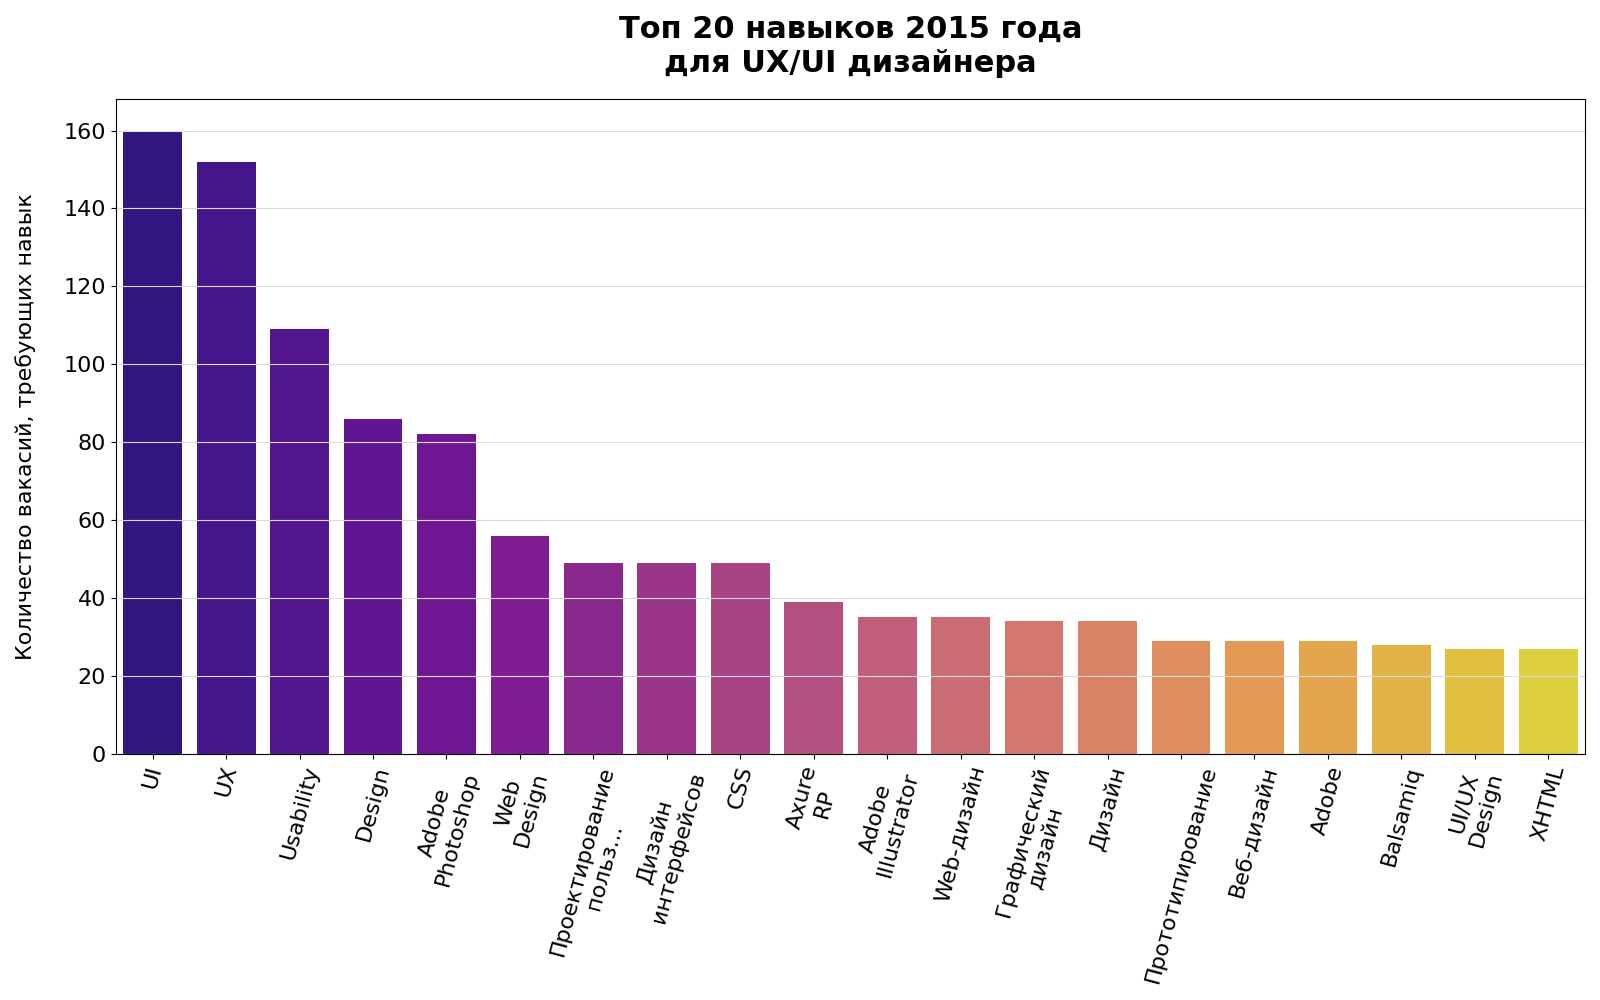 Топ 20 навыков 2015 года
для UX/UI дизайнера
Количество вакасий, требующих навык
160
140
120
100
80
60
40
20
0
UI
UX
Usability
Design
Adobe
Photoshop
Web
Design
Проектирование
польз...
Дизайн
интерфейсов
CSS
Axure
RP
Adobe
Illustrator
Web-дизайн
Графический
дизайн
Дизайн
Прототипирование
Веб-дизайн
Adobe
Balsamiq
UI/UX
Design
XHTML